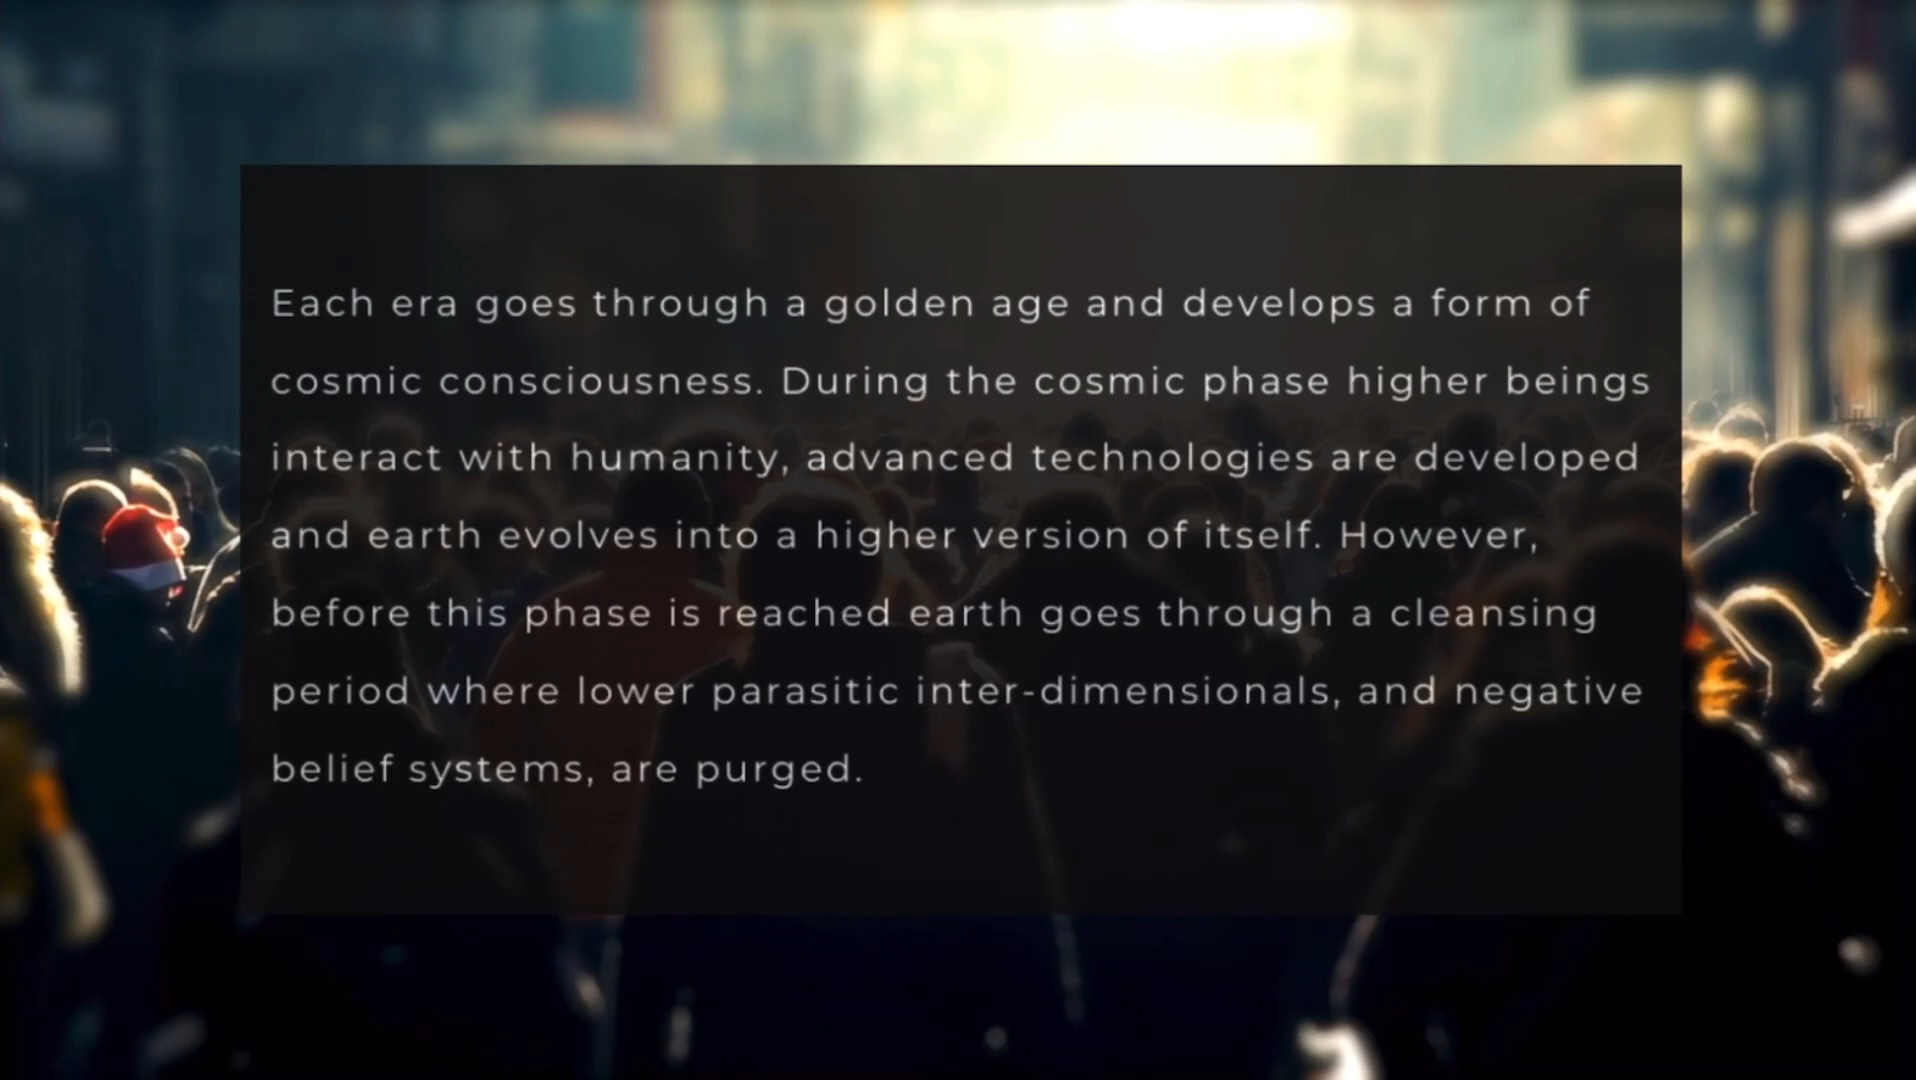 Each era goes through a golden age and develops a form of
cosmic consciousness. During the cosmic phase higher beings
interact with humanity, advanced technologies are developed
and earth evolves into a higher version of itself. However,
before this phase is reached earth goes through a cleansing
period where lower parasitic inter-dimensionals, and negative
belief systems, are purged.